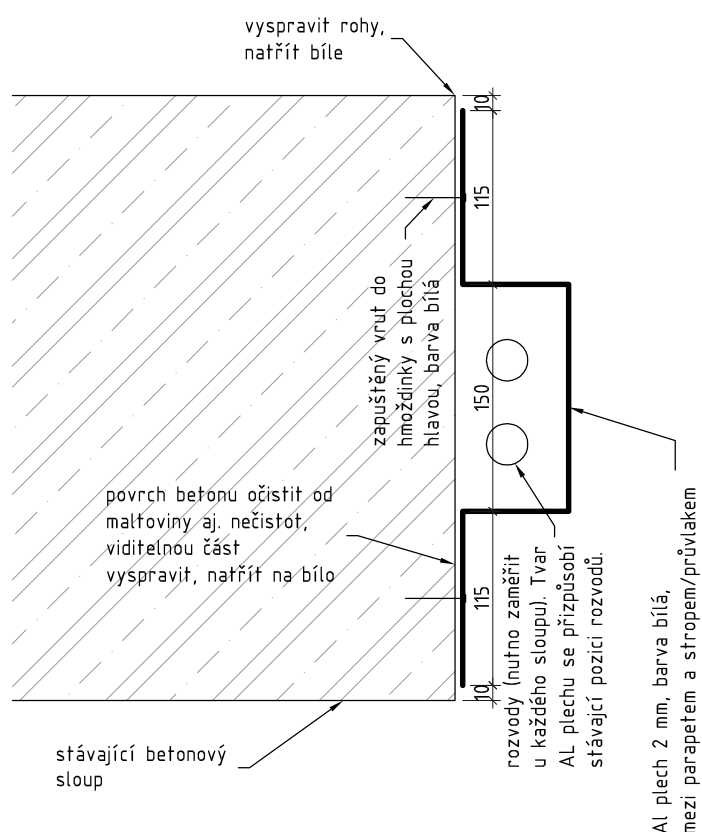 vyspravit rohy,
natřít bíle
10
115
zapuštěný vrut do
hmoždinky s plochou
hlavou, barva bílá
150
povrch betonu očistit od
maltoviny aj. nečistot,
viditelnou část
vyspravit, natřít na bílo
115
10
rozvody (nutno zaměřit
u každého sloupu). Tvar
AL plechu se přizpůsobí
stávající pozici rozvodů.
Al plech 2 mm, barva bílá,
mezi parapetem a stropem/průvlakem
stávající betonový
sloup